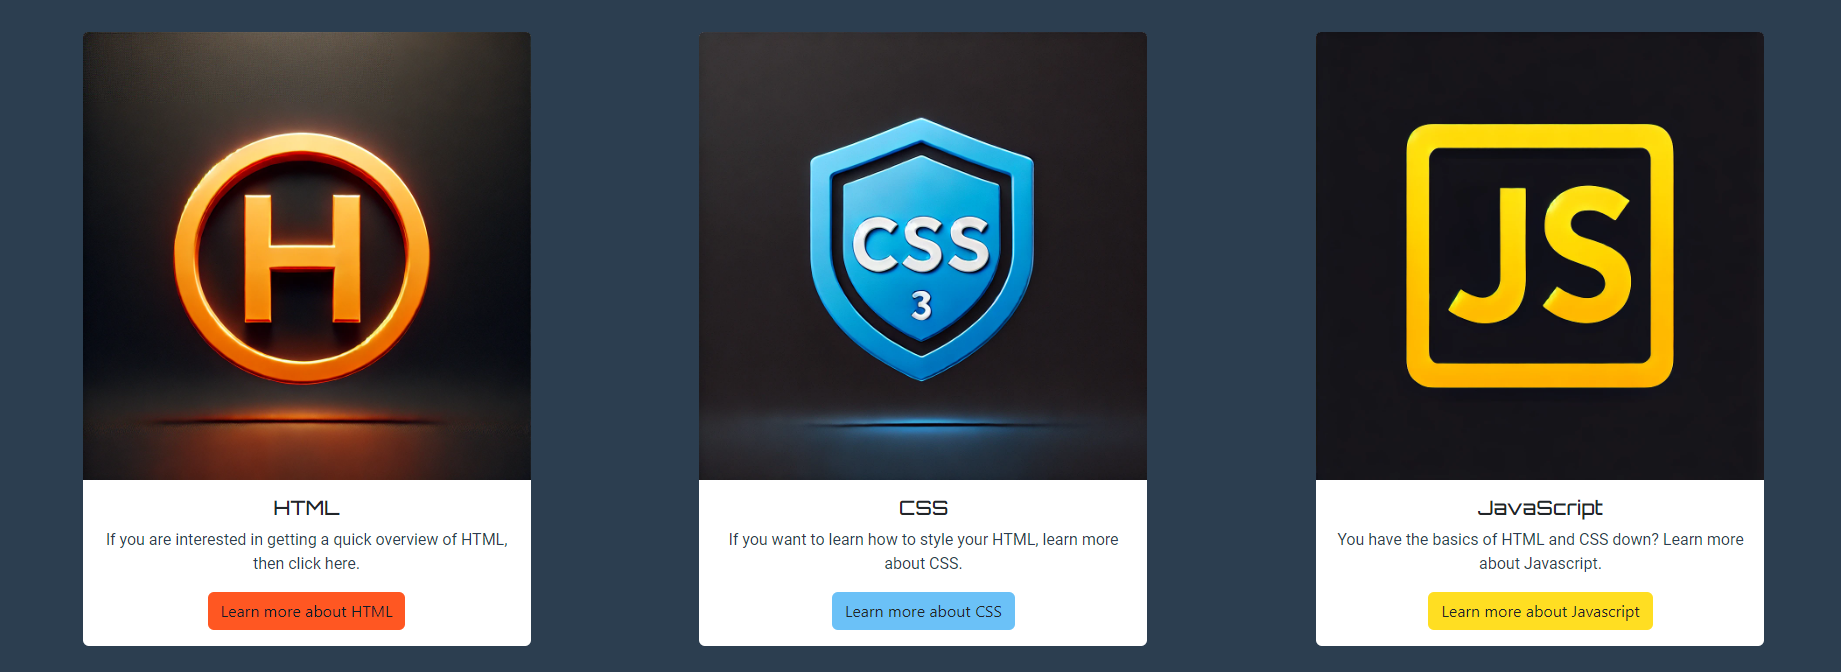 H
HTML
If you are interested in getting a quick overview of HTML,
then click here.
Learn more about HTML
CSS
3
CSS
If you want to learn how to style your HTML, learn more
about CSS.
Learn more about CSS
JS
JavaScript
You have the basics of HTML and CSS down? Learn more
about Javascript.
Learn more about Javascript